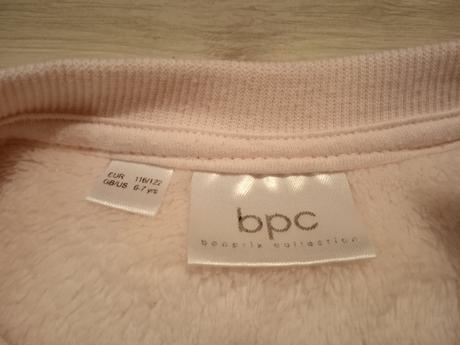 EUR 116/122
GB/US 6-7 yrs
bpc
bonprix collection